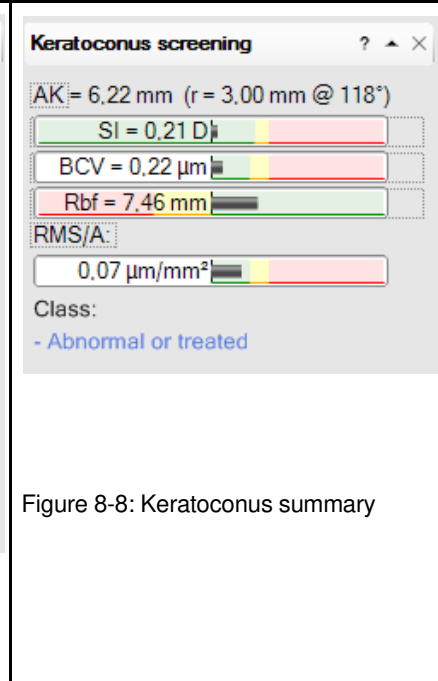 Keratoconus screening ?
AK = 6,22 mm (r = 3,00 mm @ 118°)
SI = 0,21 D
BCV = 0,22 µm
Rbf = 7,46 mm
RMS/A:
0,07 µm/mm²
Class:
- Abnormal or treated
Figure 8-8: Keratoconus summary